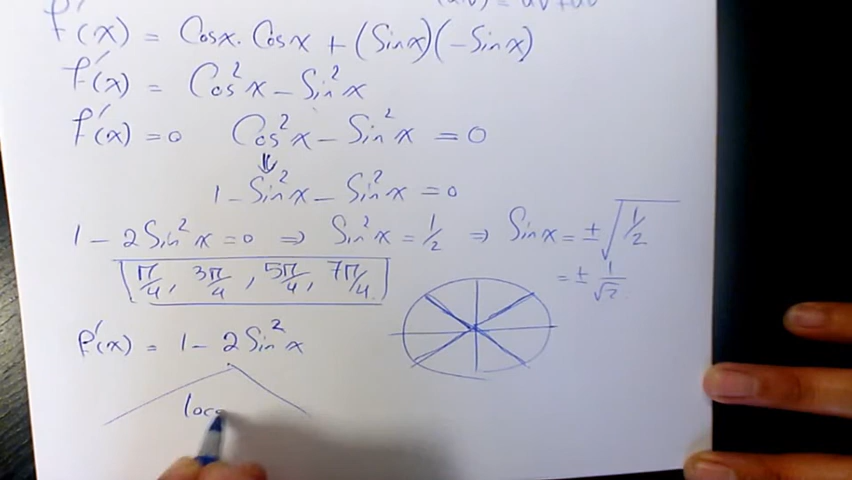 f'(x) = Cosx. Cosx + (Sinx)(-Sinx)
f'(x) = Cos²x - Sin²x
f'(x) = 0 Cos²x - Sin²x = 0
1 - Sin²x - Sin²x = 0
1 - 2Sin²x = 0 ⇒ Sin²x = 1/2 ⇒ Sinx = ± √1/2
= ± 1/√2
π/4, 3π/4, 5π/4, 7π/4
f'(x) = 1 - 2Sin²x